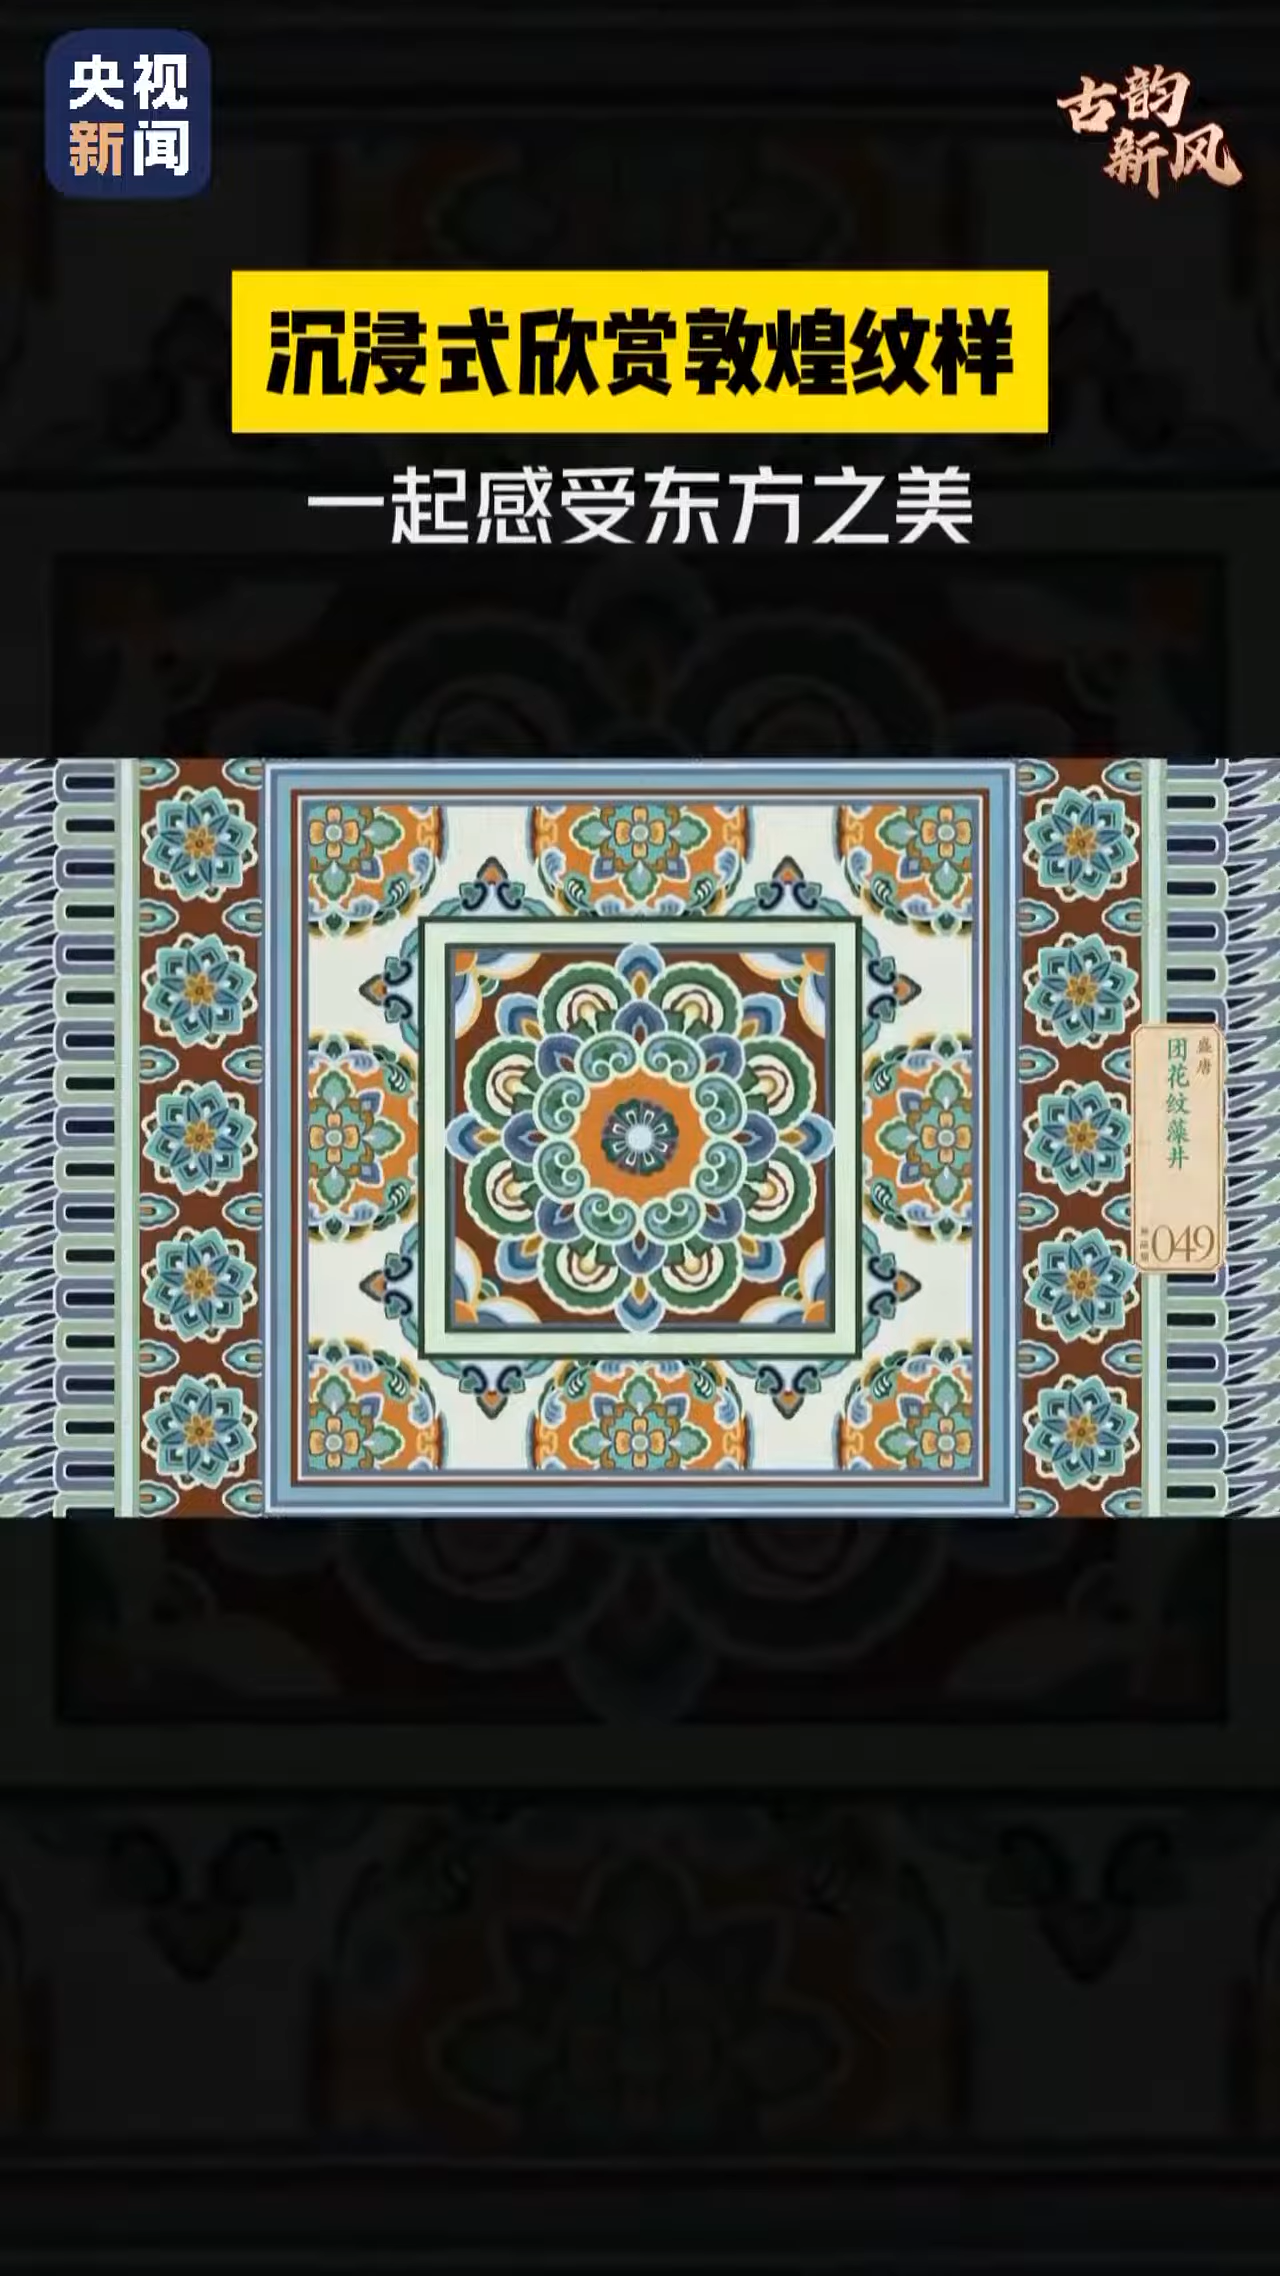 央视
新闻
古韵
新风
沉浸式欣赏敦煌纹样
一起感受东方之美
盛唐
团花纹藻井
049